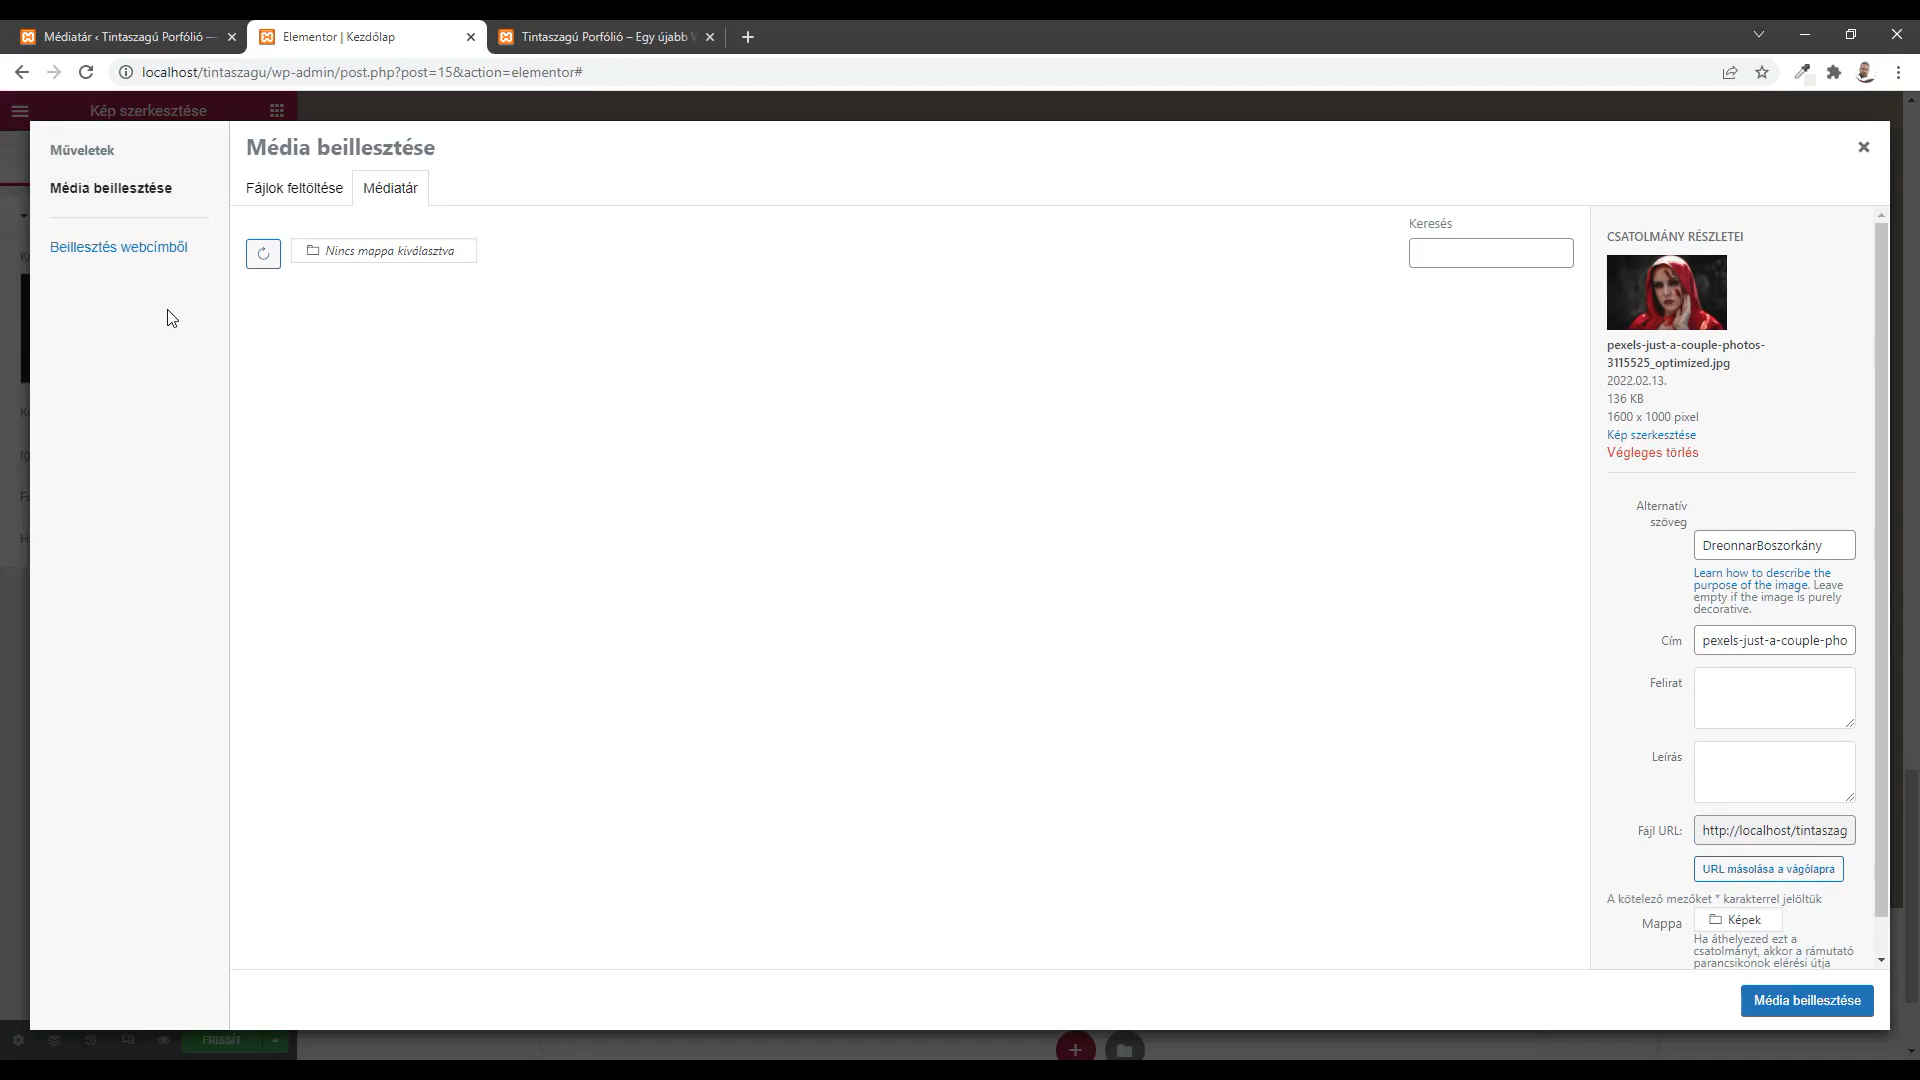 Médiatár ‹ Tintaszagú Porfólió —
Elementor | Kezdőlap
Tintaszagú Porfólió – Egy újabb
localhost/tintaszagu/wp-admin/post.php?post=15&action=elementor#
Kép szerkesztése
Műveletek
Média beillesztése
Beillesztés webcímből
Média beillesztése
Fájlok feltöltése
Médiatár
Nincs mappa kiválasztva
Keresés
CSATOLMÁNY RÉSZLETEI
pexels-just-a-couple-photos-
3115525_optimized.jpg
2022.02.13.
136 KB
1600 x 1000 pixel
Kép szerkesztése
Végleges törlés
Alternatív
szöveg
DreonnarBoszorkány
Learn how to describe the
purpose of the image. Leave
empty if the image is purely
decorative.
Cím
pexels-just-a-couple-pho
Felirat
Leírás
Fájl URL:
http://localhost/tintaszag
URL másolása a vágólapra
A kötelező mezőket * karakterrel jelöltük
Mappa
Képek
Ha áthelyezed ezt a
csatolmányt, akkor a rámutató
parancsikonok elérési útja
Média beillesztése
FRISSÍT